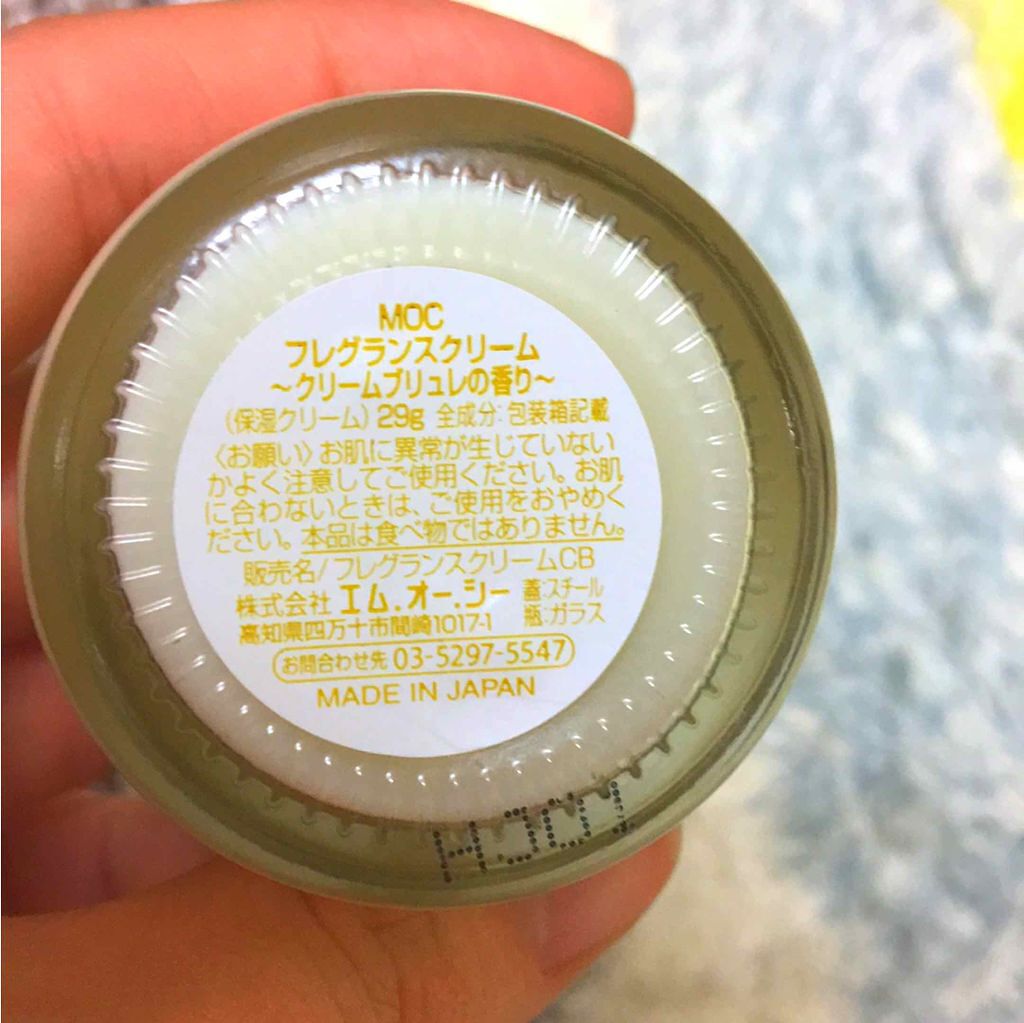 MOC
フレグランスクリーム
～クリームブリュレの香り～
(保湿クリーム) 29g 全成分:包装箱記載
〈お願い〉お肌に異常が生じていない
かよく注意してご使用ください。お肌
に合わないときは、ご使用をおやめく
ださい。本品は食べ物ではありません。
販売名/フレグランスクリームCB
株式会社 エム.オー.シー 蓋:スチール
瓶:ガラス
高知県四万十市間崎1017-1
お問合わせ先 03-5297-5547
MADE IN JAPAN